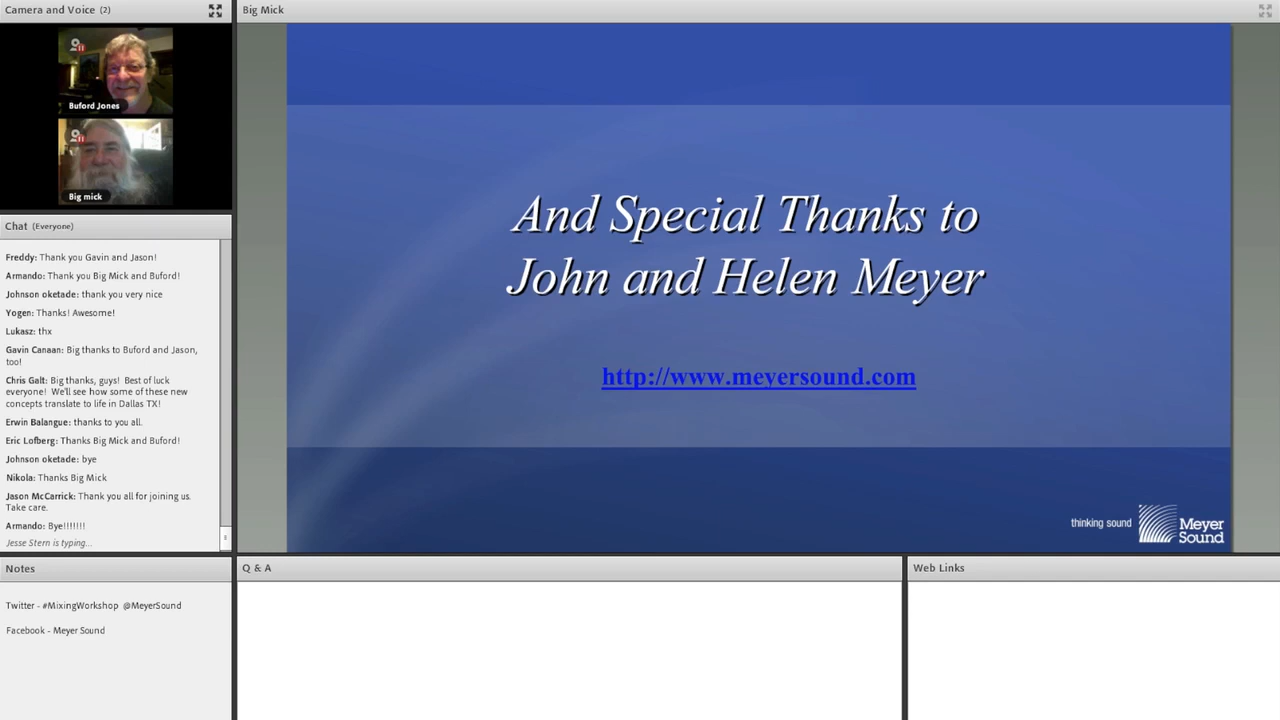 Camera and Voice (2)
Buford Jones
Big mick
Chat (Everyone)
Freddy: Thank you Gavin and Jason!
Armando: Thank you Big Mick and Buford!
Johnson oketade: thank you very nice
Yogen: Thanks! Awesome!
Lukasz: thx
Gavin Canaan: Big thanks to Buford and Jason,
too!
Chris Galt: Big thanks, guys! Best of luck
everyone! We'll see how some of these new
concepts translate to life in Dallas TX!
Erwin Balangue: thanks to you all.
Eric Lofberg: Thanks Big Mick and Buford!
Johnson oketade: bye
Nikola: Thanks Big Mick
Jason McCarrick: Thank you all for joining us.
Take care.
Armando: Bye!!!!!!!
Jesse Stern is typing...
Notes
Twitter - #MixingWorkshop @MeyerSound
Facebook - Meyer Sound
Big Mick
And Special Thanks to
John and Helen Meyer
http://www.meyersound.com
thinking sound
Meyer
Sound
Q & A
Web Links